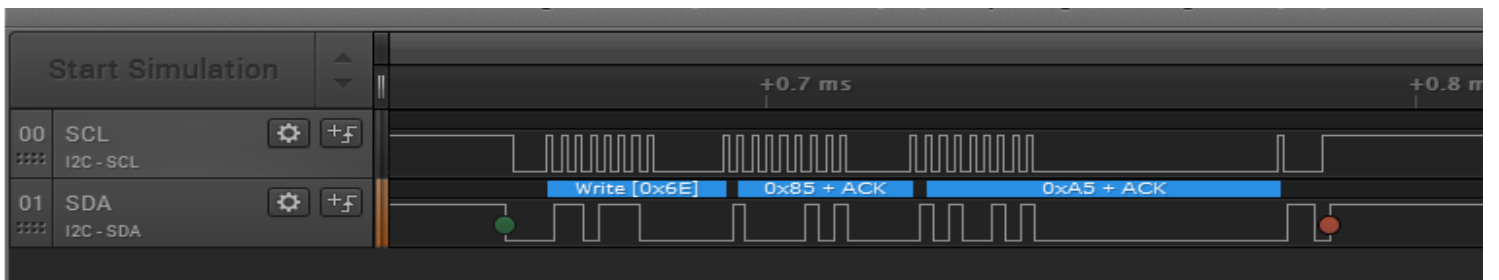 Start Simulation
+0.7 ms
+0.8 m
00 SCL
I2C - SCL
Write [0x6E]
0x85 + ACK
0xA5 + ACK
01 SDA
I2C - SDA